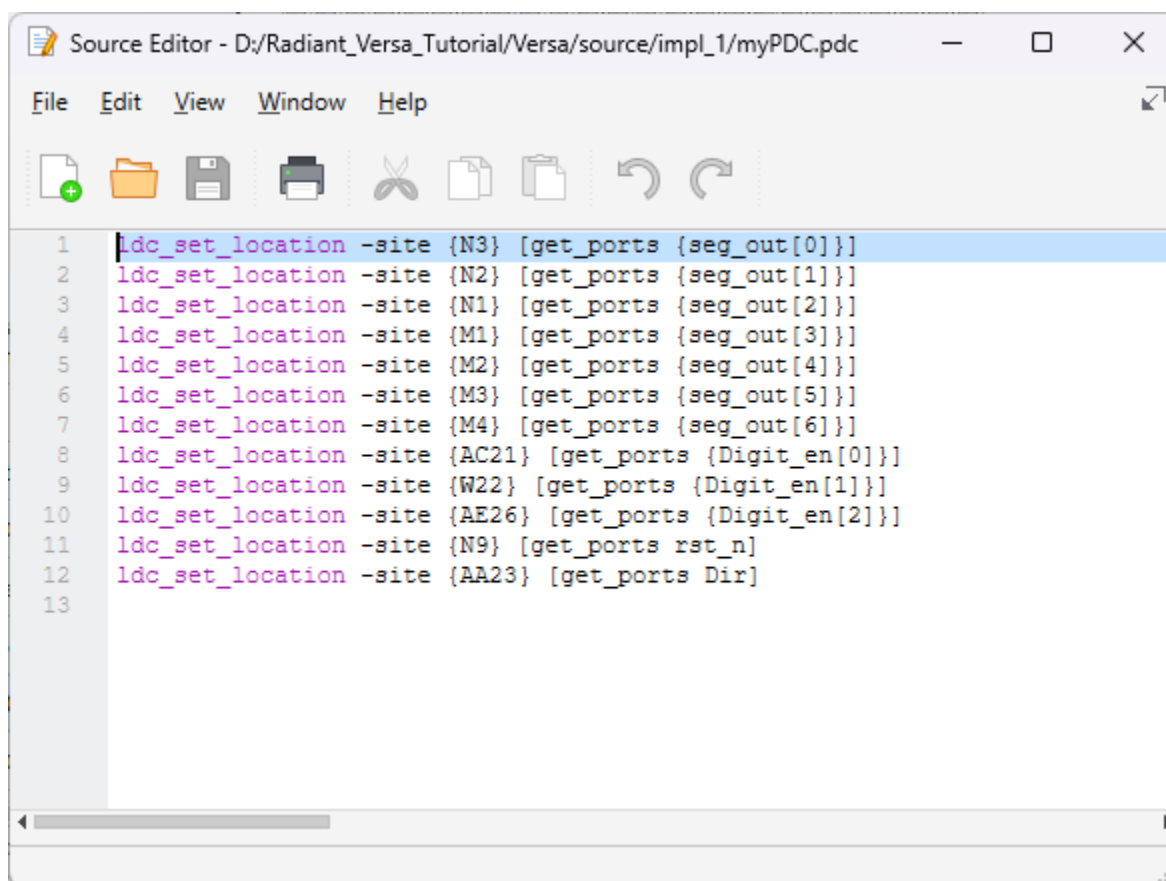 Source Editor - D:/Radiant_Versa_Tutorial/Versa/source/impl_1/myPDC.pdc
File Edit View Window Help
1 ldc_set_location -site {N3} [get_ports {seg_out[0]}]
2 ldc_set_location -site {N2} [get_ports {seg_out[1]}]
3 ldc_set_location -site {N1} [get_ports {seg_out[2]}]
4 ldc_set_location -site {M1} [get_ports {seg_out[3]}]
5 ldc_set_location -site {M2} [get_ports {seg_out[4]}]
6 ldc_set_location -site {M3} [get_ports {seg_out[5]}]
7 ldc_set_location -site {M4} [get_ports {seg_out[6]}]
8 ldc_set_location -site {AC21} [get_ports {Digit_en[0]}]
9 ldc_set_location -site {W22} [get_ports {Digit_en[1]}]
10 ldc_set_location -site {AE26} [get_ports {Digit_en[2]}]
11 ldc_set_location -site {N9} [get_ports rst_n]
12 ldc_set_location -site {AA23} [get_ports Dir]
13